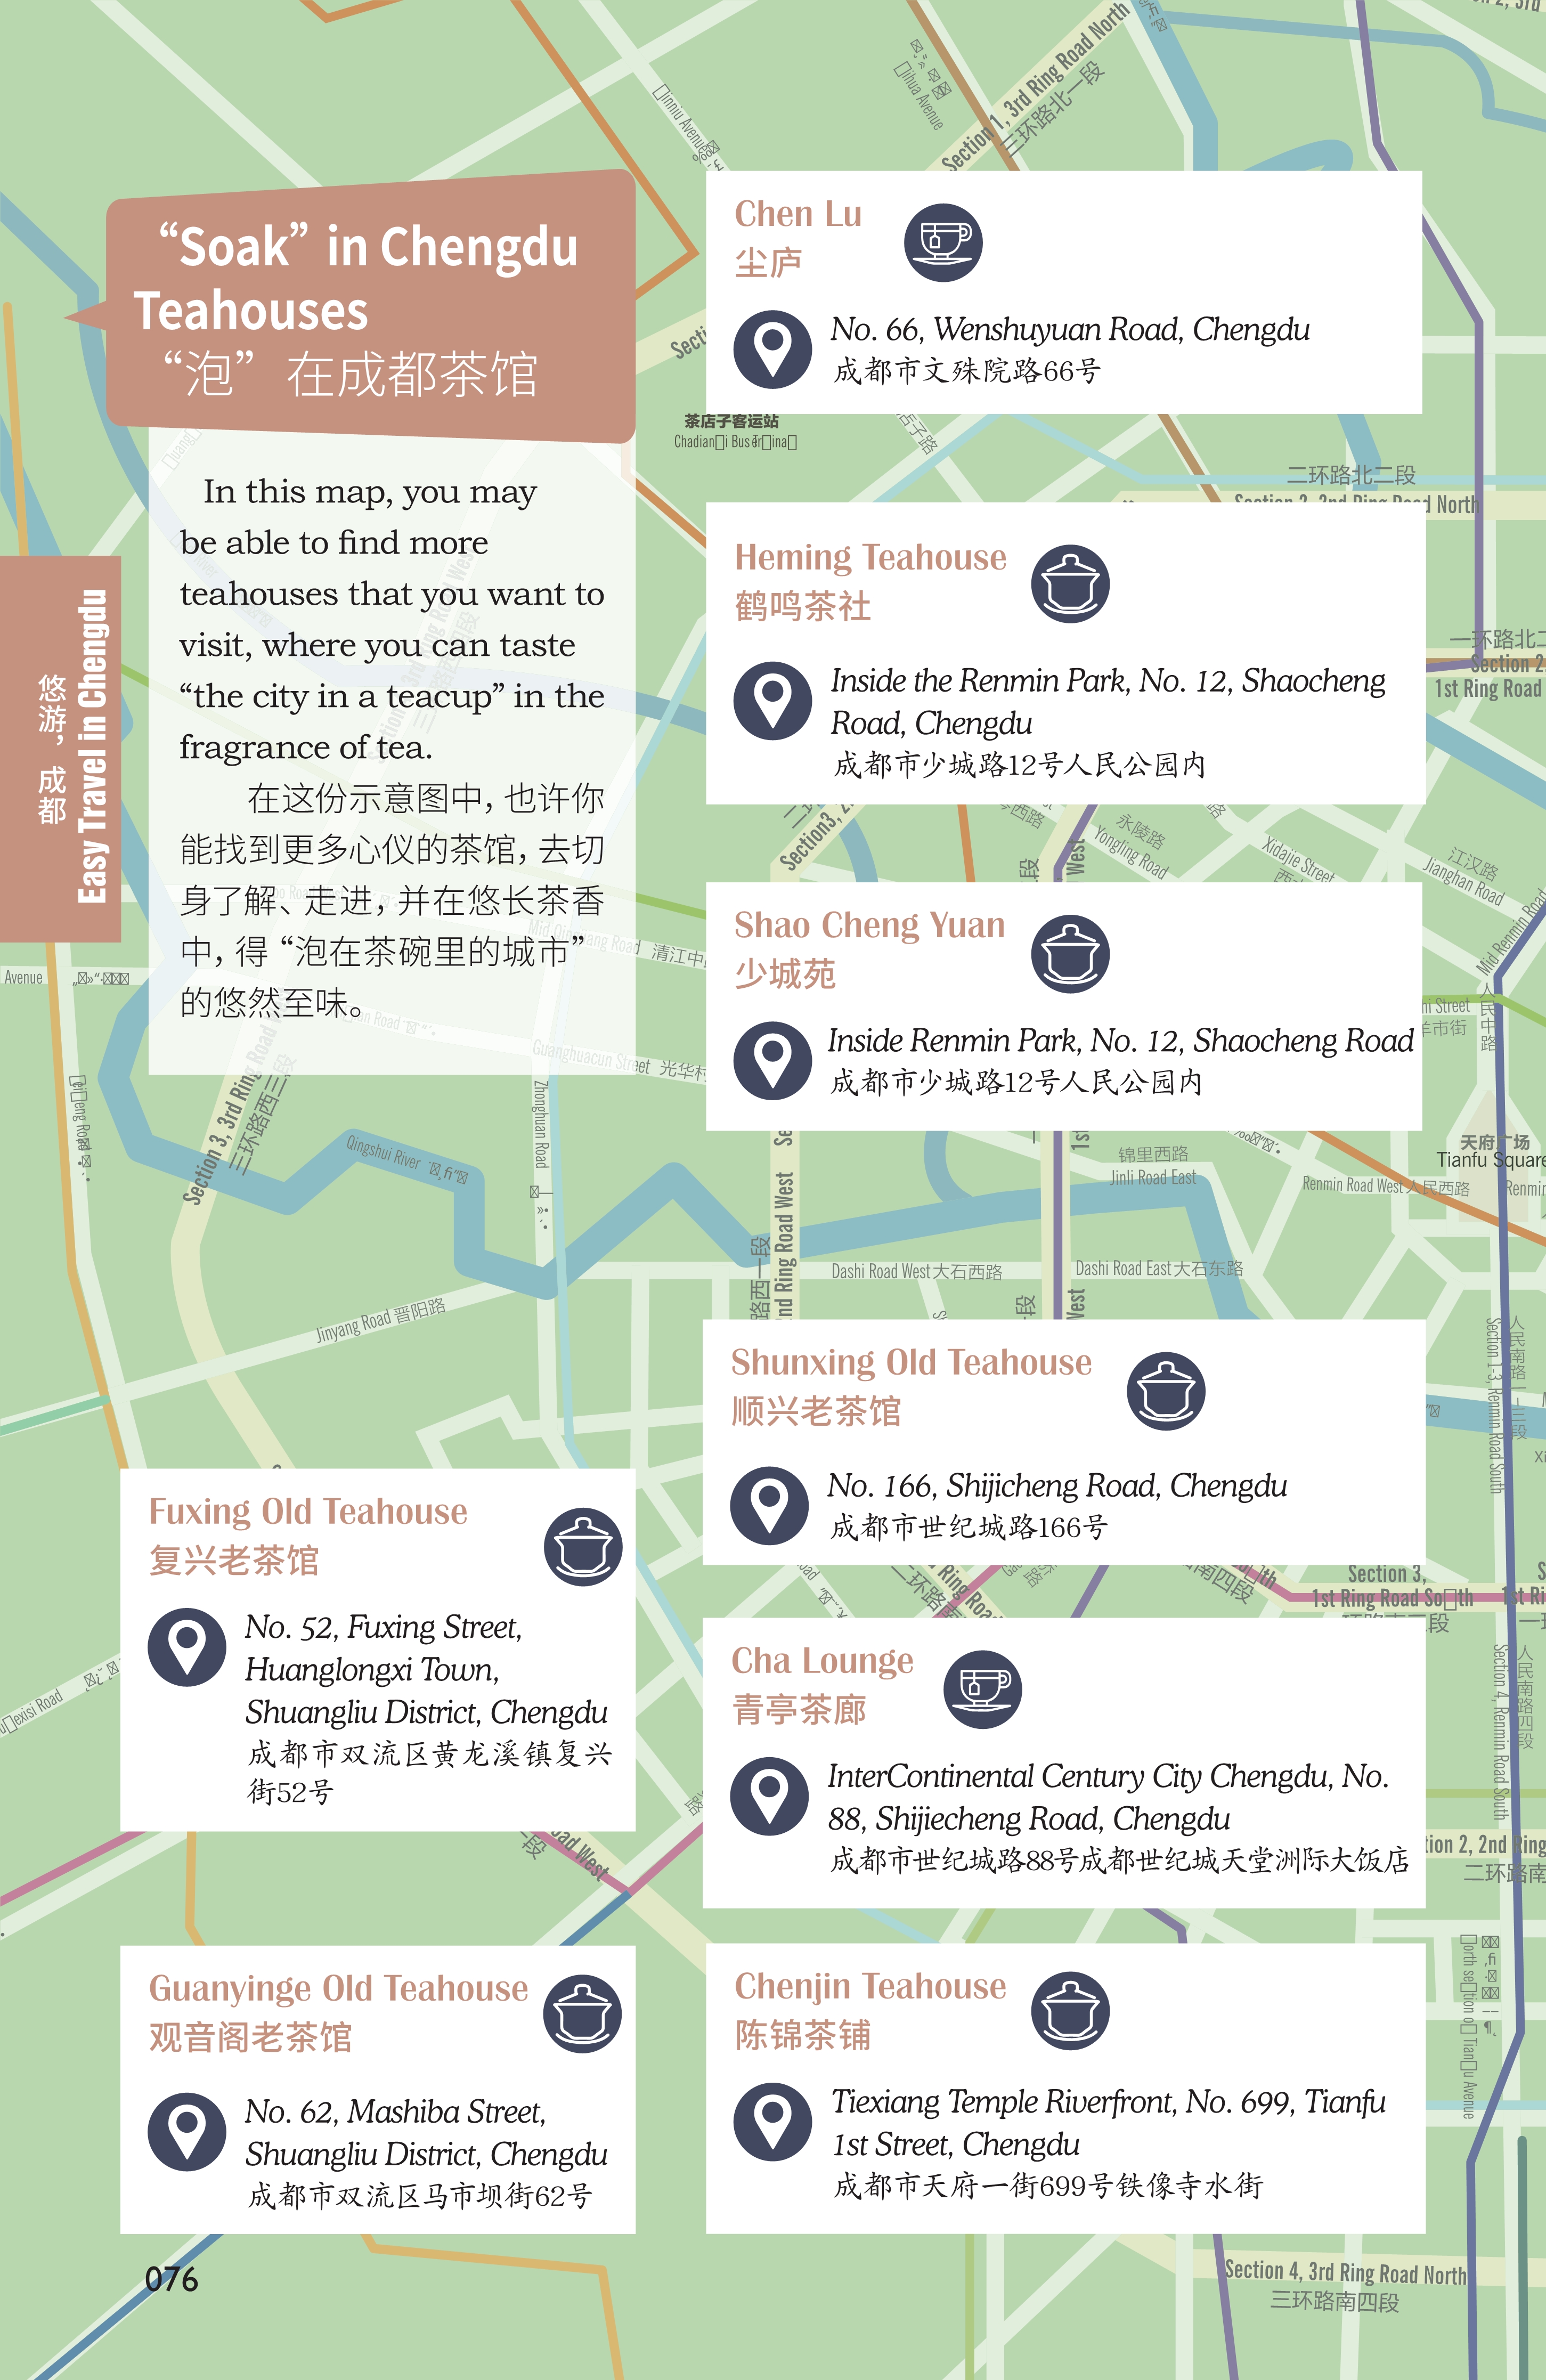 “Soak” in Chengdu
Teahouses
“泡” 在成都茶馆
In this map, you may
be able to find more
teahouses that you want to
visit, where you can taste
“the city in a teacup” in the
fragrance of tea.
在这份示意图中，也许你
能找到更多心仪的茶馆，去切
身了解、走进，并在悠长茶香
中，得“泡在茶碗里的城市”
的悠然至味。
悠游，成都
Easy Travel in Chengdu
Chen Lu
尘庐
No. 66, Wenshuyuan Road, Chengdu
成都市文殊院路66号
Heming Teahouse
鹤鸣茶社
Inside the Renmin Park, No. 12, Shaocheng
Road, Chengdu
成都市少城路12号人民公园内
Shao Cheng Yuan
少城苑
Inside Renmin Park, No. 12, Shaocheng Road
成都市少城路12号人民公园内
Shunxing Old Teahouse
顺兴老茶馆
No. 166, Shijicheng Road, Chengdu
成都市世纪城路166号
Fuxing Old Teahouse
复兴老茶馆
No. 52, Fuxing Street,
Huanglongxi Town,
Shuangliu District, Chengdu
成都市双流区黄龙溪镇复兴
街52号
Cha Lounge
青亭茶廊
InterContinental Century City Chengdu, No.
88, Shijiecheng Road, Chengdu
成都市世纪城路88号成都世纪城天堂洲际大饭店
Guanyinge Old Teahouse
观音阁老茶馆
No. 62, Mashiba Street,
Shuangliu District, Chengdu
成都市双流区马市坝街62号
Chenjin Teahouse
陈锦茶铺
Tiexiang Temple Riverfront, No. 699, Tianfu
1st Street, Chengdu
成都市天府一街699号铁像寺水街
076
Section 1, 3rd Ring Road North
三环路北一段
茶店子客运站
二环路北二段
一环路北二
Section 2
1st Ring Road
永陵路
Yongling Road
Xidajie Street
江汉路
Jianghan Road
Mid Renmin Road
人民中路
羊市街
Avenue
Mid Qingjiang Road 清江中
Guanghuacun Street 光华村
Zhonghuan Road
Section 3, 3rd Ring Road
三环路西三段
Qingshui River
锦里西路
Jinli Road East
天府广场
Tianfu Square
Renmin Road West 人民西路
Renmin
Dashi Road West 大石西路
Dashi Road East 大石东路
路西一段
2nd Ring Road West
Jinyang Road 晋阳路
人民南路一-三段
Section 1-3, Renmin Road South
Section 3,
人民南路四段
Section 4, Renmin Road South
tion 2, 2nd Ring
二环路南
Section 4, 3rd Ring Road North
三环路南四段